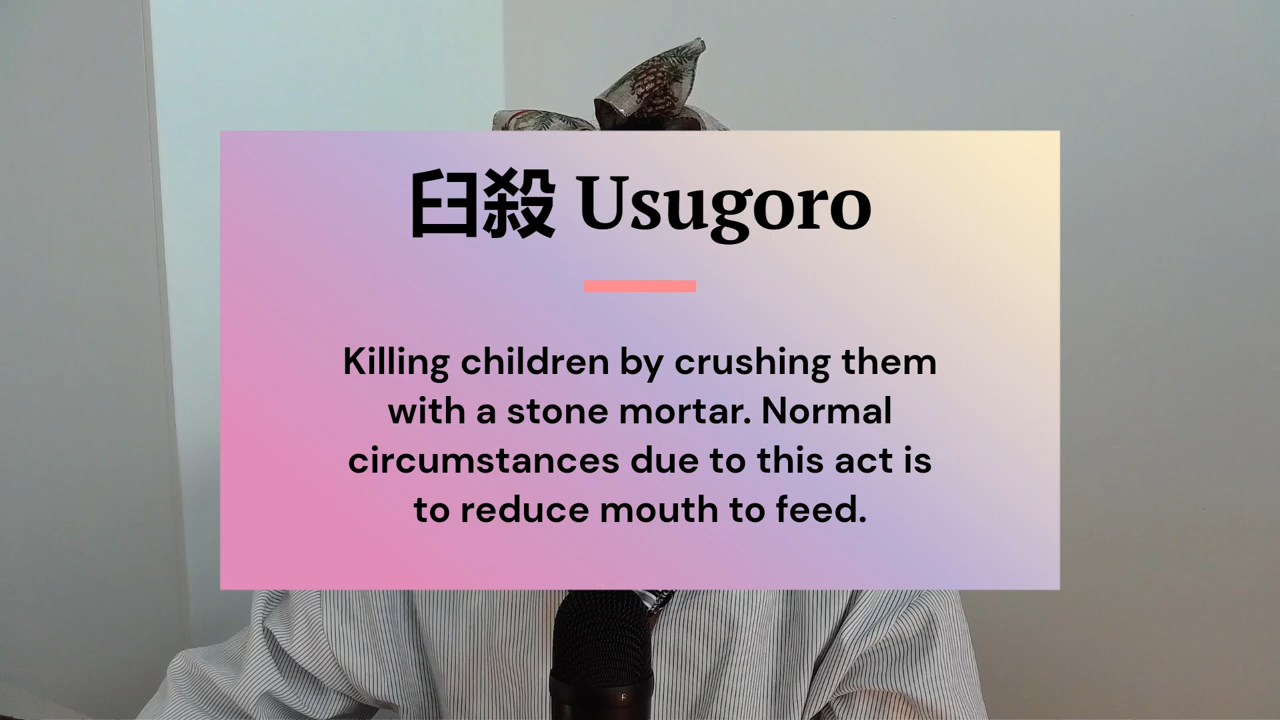 臼殺 Usugoro
Killing children by crushing them
with a stone mortar. Normal
circumstances due to this act is
to reduce mouth to feed.